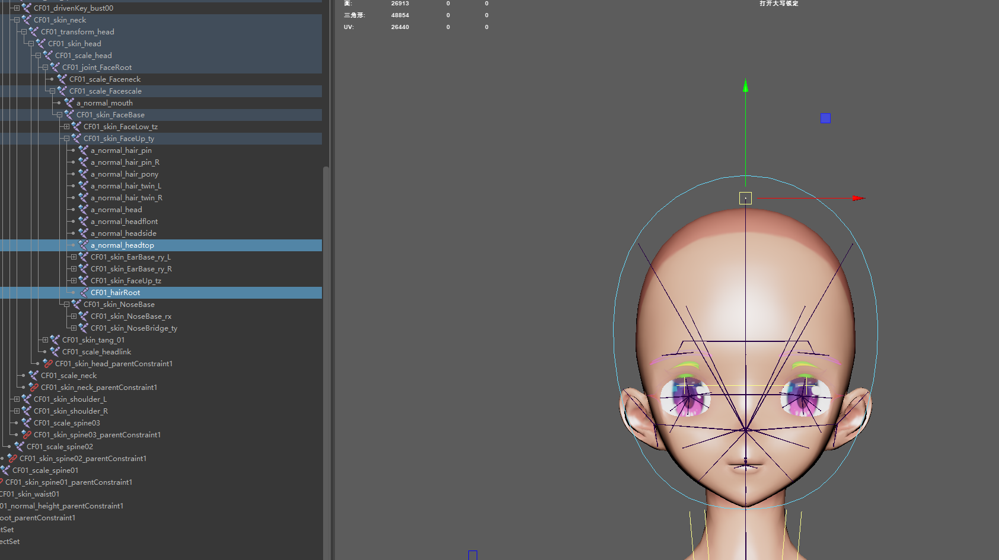 CF01_drivenKey_bust00
CF01_skin_neck
CF01_transform_head
CF01_skin_head
CF01_scale_head
CF01_joint_FaceRoot
CF01_scale_Faceneck
CF01_scale_Facescale
a_normal_mouth
CF01_skin_FaceBase
CF01_skin_FaceLow_tz
CF01_skin_FaceUp_ty
a_normal_hair_pin
a_normal_hair_pin_R
a_normal_hair_pony
a_normal_hair_twin_L
a_normal_hair_twin_R
a_normal_head
a_normal_headflont
a_normal_headside
a_normal_headtop
CF01_skin_EarBase_ry_L
CF01_skin_EarBase_ry_R
CF01_skin_FaceUp_tz
CF01_hairRoot
CF01_skin_NoseBase
CF01_skin_NoseBase_rx
CF01_skin_NoseBridge_ty
CF01_skin_tang_01
CF01_scale_headlink
CF01_skin_head_parentConstraint1
CF01_scale_neck
CF01_skin_neck_parentConstraint1
CF01_skin_shoulder_L
CF01_skin_shoulder_R
CF01_scale_spine03
CF01_skin_spine03_parentConstraint1
CF01_scale_spine02
CF01_skin_spine02_parentConstraint1
CF01_scale_spine01
CF01_skin_spine01_parentConstraint1
CF01_skin_waist01
01_normal_height_parentConstraint1
oot_parentConstraint1
tSet
ectSet
面: 26913 0 0
三角形: 48854 0 0
UV: 26440 0 0
打开大写锁定